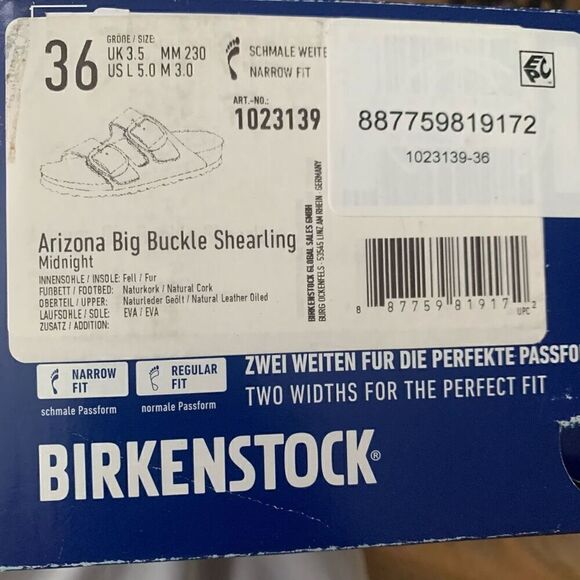 GRÖßE / SIZE
36
UK 3.5 MM 230
US L 5.0 M 3.0
SCHMALE WEITE
NARROW FIT
ART.-NO.:
1023139
EPC
887759819172
1023139-36
Arizona Big Buckle Shearling
Midnight
INNENSOHLE / INSOLE: Fell / Fur
FUßBETT / FOOTBED: Naturkork / Natural Cork
OBERTEIL / UPPER: Naturleder Geölt / Natural Leather Oiled
LAUFSOHLE / SOLE: EVA / EVA
ZUSATZ / ADDITION:
BIRKENSTOCK GLOBAL SALES GMBH
BURG OCKENFELS · 53545 LINZ AM RHEIN · GERMANY
8 87759 81917 2
UPC
NARROW FIT
schmale Passform
REGULAR FIT
normale Passform
ZWEI WEITEN FÜR DIE PERFEKTE PASSFO
TWO WIDTHS FOR THE PERFECT FIT
BIRKENSTOCK®